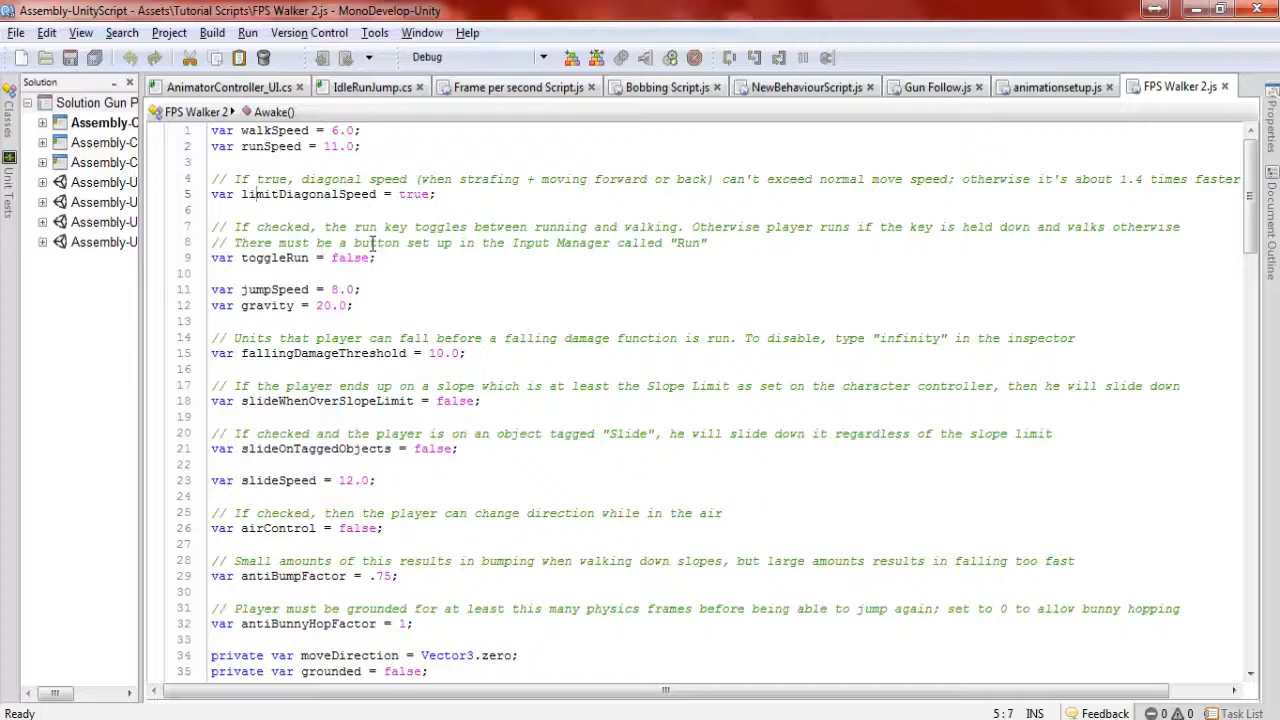 Assembly-UnityScript - Assets\Tutorial Scripts\FPS Walker 2.js - MonoDevelop-Unity
File Edit View Search Project Build Run Version Control Tools Window Help
Debug
Solution
AnimatorController_UI.cs
IdleRunJump.cs
Frame per second Script.js
Bobbing Script.js
NewBehaviourScript.js
Gun Follow.js
animationsetup.js
FPS Walker 2.js
Classes
Unit Tests
Properties
Document Outline
Solution Gun P
Assembly-C
Assembly-C
Assembly-C
Assembly-U
Assembly-U
Assembly-U
Assembly-U
FPS Walker 2
Awake()
1 var walkSpeed = 6.0;
2 var runSpeed = 11.0;
3
4 // If true, diagonal speed (when strafing + moving forward or back) can't exceed normal move speed; otherwise it's about 1.4 times faster
5 var limitDiagonalSpeed = true;
6
7 // If checked, the run key toggles between running and walking. Otherwise player runs if the key is held down and walks otherwise
8 // There must be a button set up in the Input Manager called "Run"
9 var toggleRun = false;
10
11 var jumpSpeed = 8.0;
12 var gravity = 20.0;
13
14 // Units that player can fall before a falling damage function is run. To disable, type "infinity" in the inspector
15 var fallingDamageThreshold = 10.0;
16
17 // If the player ends up on a slope which is at least the Slope Limit as set on the character controller, then he will slide down
18 var slideWhenOverSlopeLimit = false;
19
20 // If checked and the player is on an object tagged "Slide", he will slide down it regardless of the slope limit
21 var slideOnTaggedObjects = false;
22
23 var slideSpeed = 12.0;
24
25 // If checked, then the player can change direction while in the air
26 var airControl = false;
27
28 // Small amounts of this results in bumping when walking down slopes, but large amounts results in falling too fast
29 var antiBumpFactor = .75;
30
31 // Player must be grounded for at least this many physics frames before being able to jump again; set to 0 to allow bunny hopping
32 var antiBunnyHopFactor = 1;
33
34 private var moveDirection = Vector3.zero;
35 private var grounded = false;
Ready
5:7 INS
Feedback
0 0
Task List